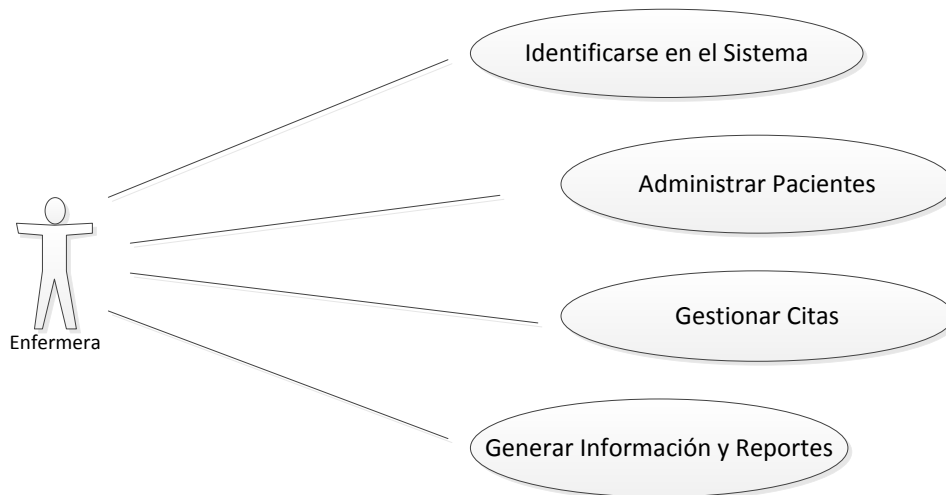 Identificarse en el Sistema
Administrar Pacientes
Gestionar Citas
Enfermera
Generar Información y Reportes